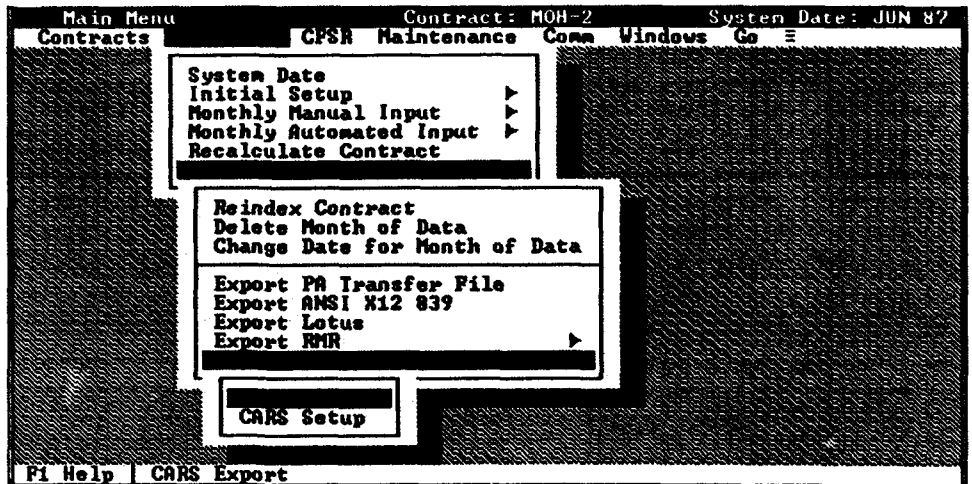 Main Menu Contract: MOH-2 System Date: JUN 87
Contracts CPSR Maintenance Comm Windows Go ≡
System Date
Initial Setup ►
Monthly Manual Input ►
Monthly Automated Input ►
Recalculate Contract
Reindex Contract
Delete Month of Data
Change Date for Month of Data
Export PA Transfer File
Export ANSI X12 839
Export Lotus
Export RMR ►
CARS Setup
F1 Help | CARS Export